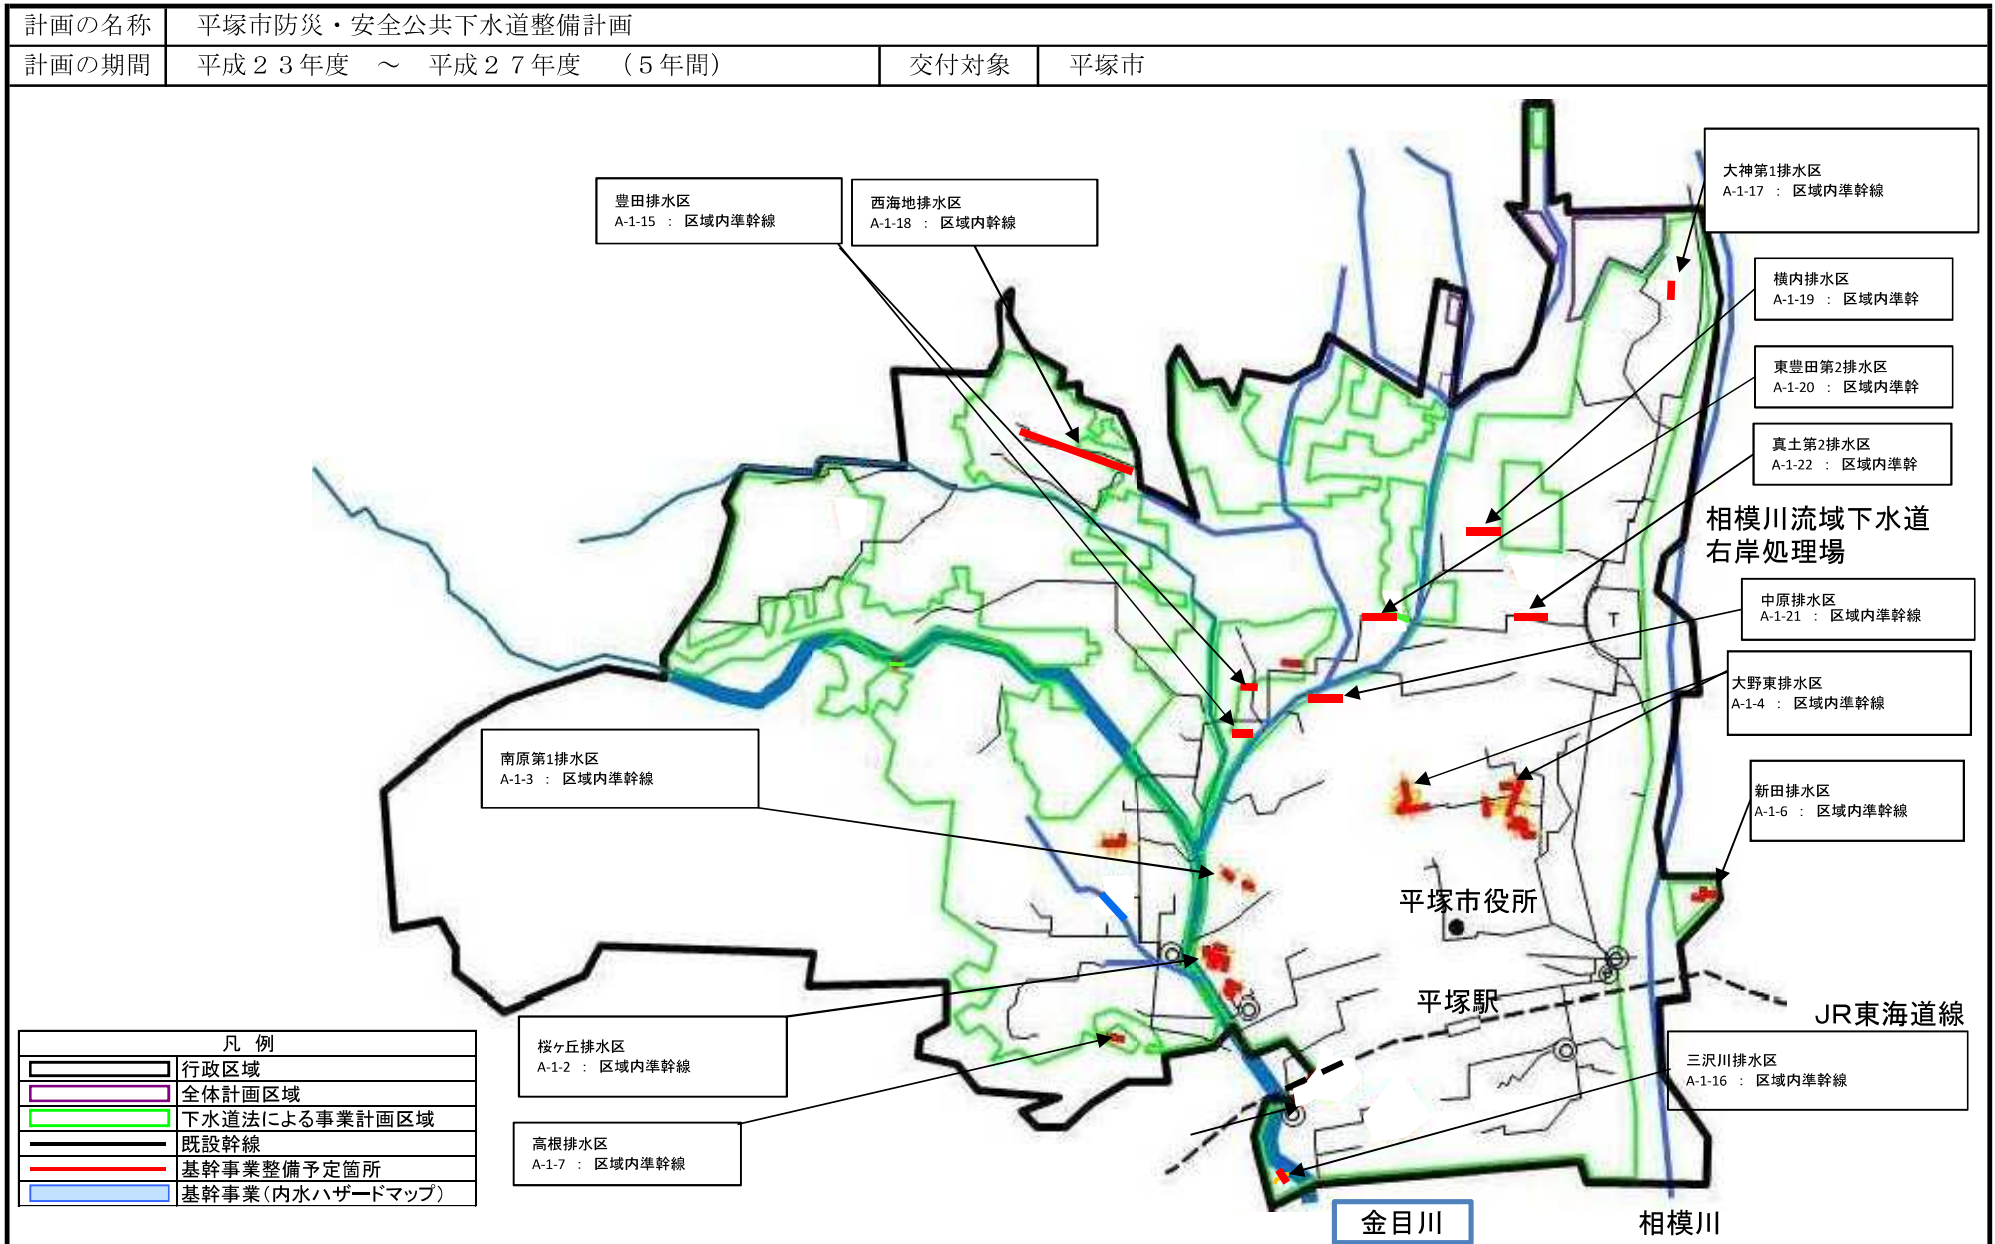 計画の名称 平塚市防災・安全公共下水道整備計画
計画の期間 平成23年度 ～ 平成27年度 (5年間) 交付対象 平塚市
豊田排水区
A-1-15 : 区域内準幹線
西海地排水区
A-1-18 : 区域内幹線
大神第1排水区
A-1-17 : 区域内準幹線
横内排水区
A-1-19 : 区域内準幹
東豊田第2排水区
A-1-20 : 区域内準幹
真土第2排水区
A-1-22 : 区域内準幹
相模川流域下水道
右岸処理場
中原排水区
A-1-21 : 区域内準幹線
T
大野東排水区
A-1-4 : 区域内準幹線
南原第1排水区
A-1-3 : 区域内準幹線
新田排水区
A-1-6 : 区域内準幹線
平塚市役所
平塚駅
JR東海道線
桜ヶ丘排水区
A-1-2 : 区域内準幹線
三沢川排水区
A-1-16 : 区域内準幹線
高根排水区
A-1-7 : 区域内準幹線
凡 例
行政区域
全体計画区域
下水道法による事業計画区域
既設幹線
基幹事業整備予定箇所
基幹事業(内水ハザードマップ)
金目川
相模川